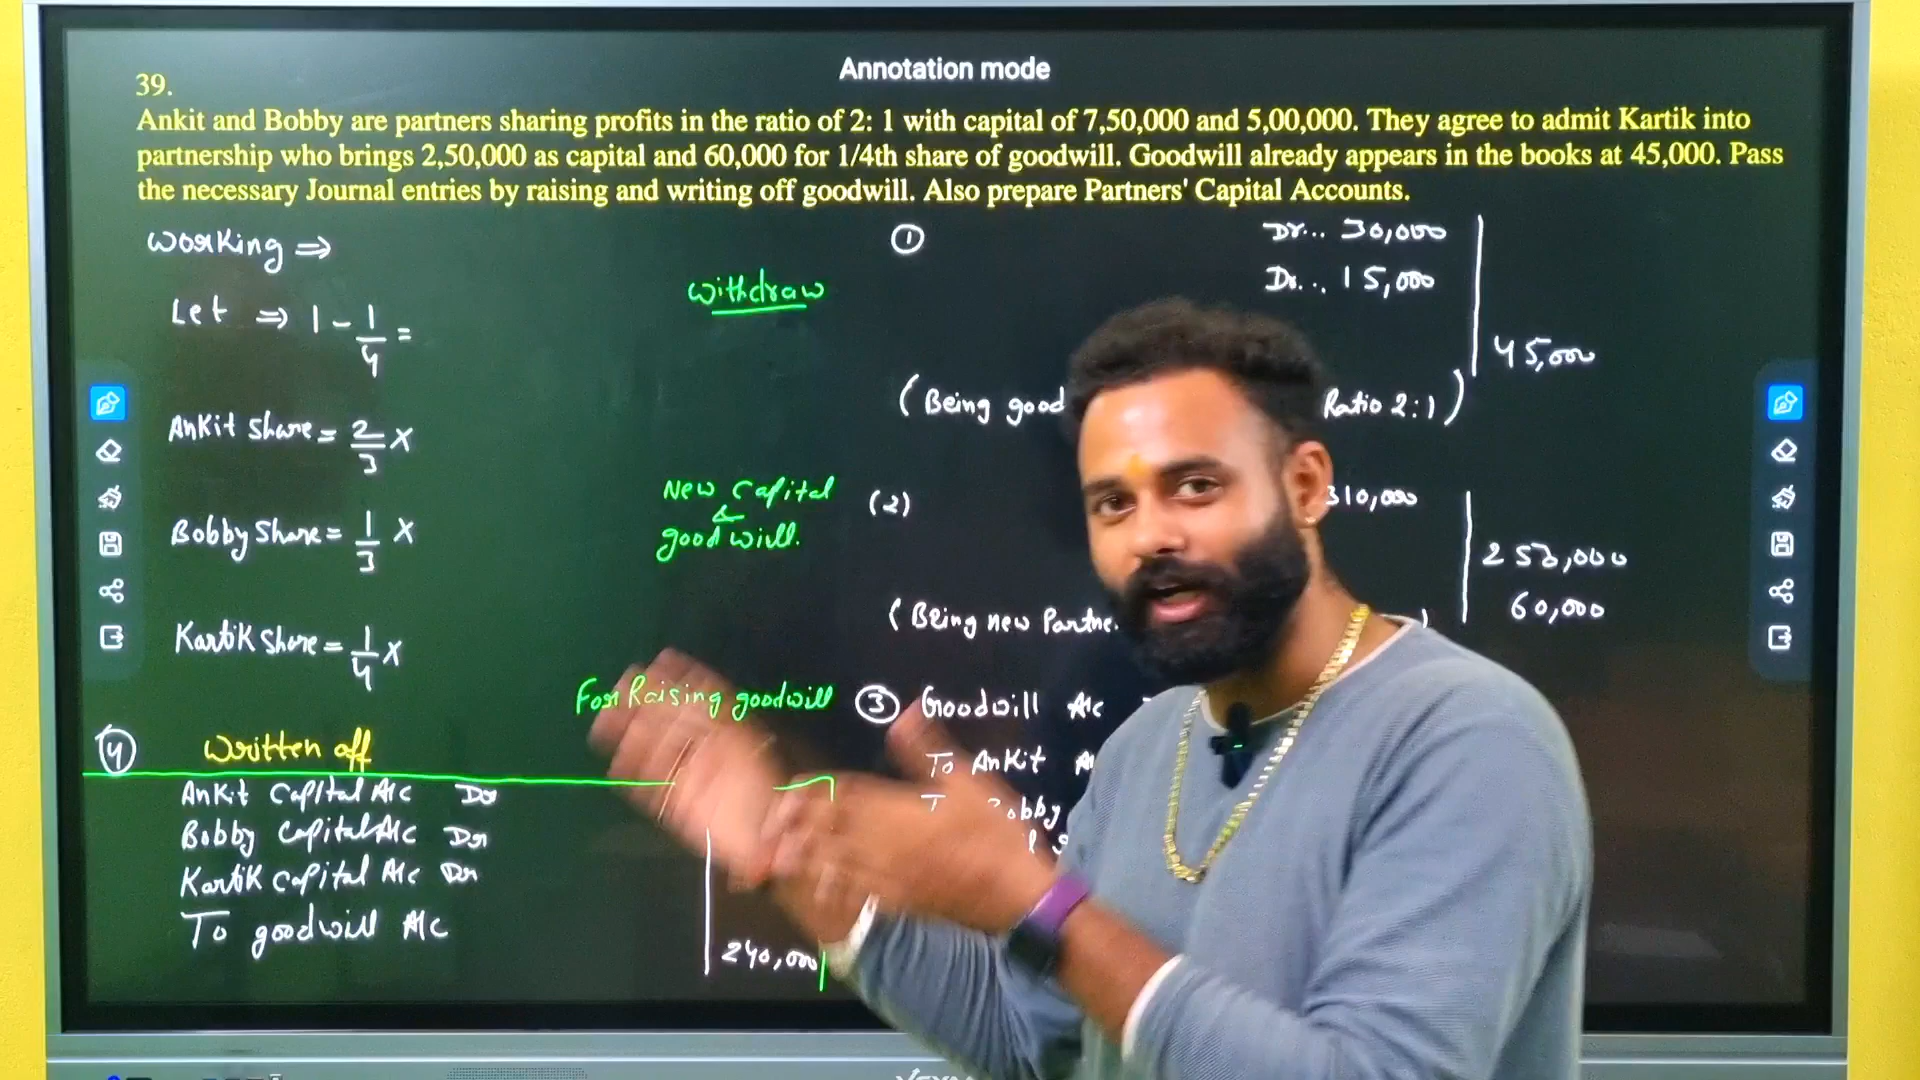 Annotation mode
39.
Ankit and Bobby are partners sharing profits in the ratio of 2: 1 with capital of 7,50,000 and 5,00,000. They agree to admit Kartik into
partnership who brings 2,50,000 as capital and 60,000 for 1/4th share of goodwill. Goodwill already appears in the books at 45,000. Pass
the necessary Journal entries by raising and writing off goodwill. Also prepare Partners' Capital Accounts.
Working ⇒
Let ⇒ 1 - 1/4 =
Ankit Share = 2/3 x
Bobby Share = 1/3 x
Kartik Share = 1/4 x
(4) Written off
Ankit Capital A/c Dr
Bobby Capital A/c Dr
Kartik Capital A/c Dr
To goodwill A/c
240,000
Withdraw
New Capital
&
goodwill.
For Raising goodwill
(1) Dr... 30,000
Dr... 15,000
45,000
(Being good Ratio 2:1)
(2) 310,000
250,000
60,000
(Being new Partne )
(3) Goodwill A/c
To Ankit A
T obby